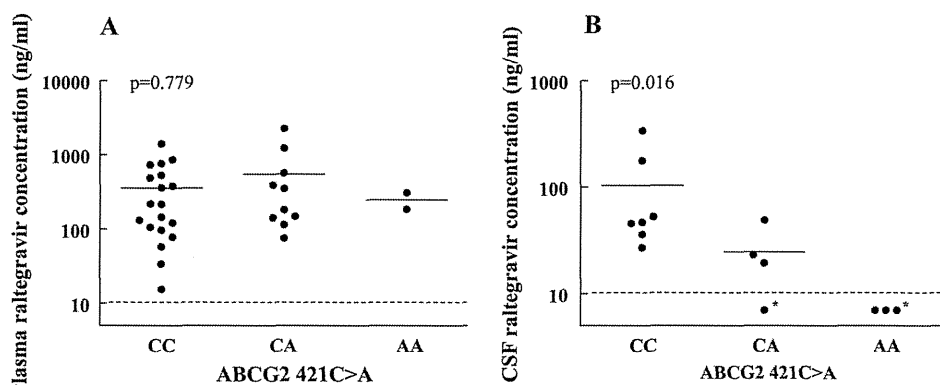 A
Plasma raltegravir concentration (ng/ml)
p=0.779
10000
1000
100
10
CC
CA
AA
ABCG2 421C>A
B
CSF raltegravir concentration (ng/ml)
p=0.016
1000
100
10
*
*
CC
CA
AA
ABCG2 421C>A